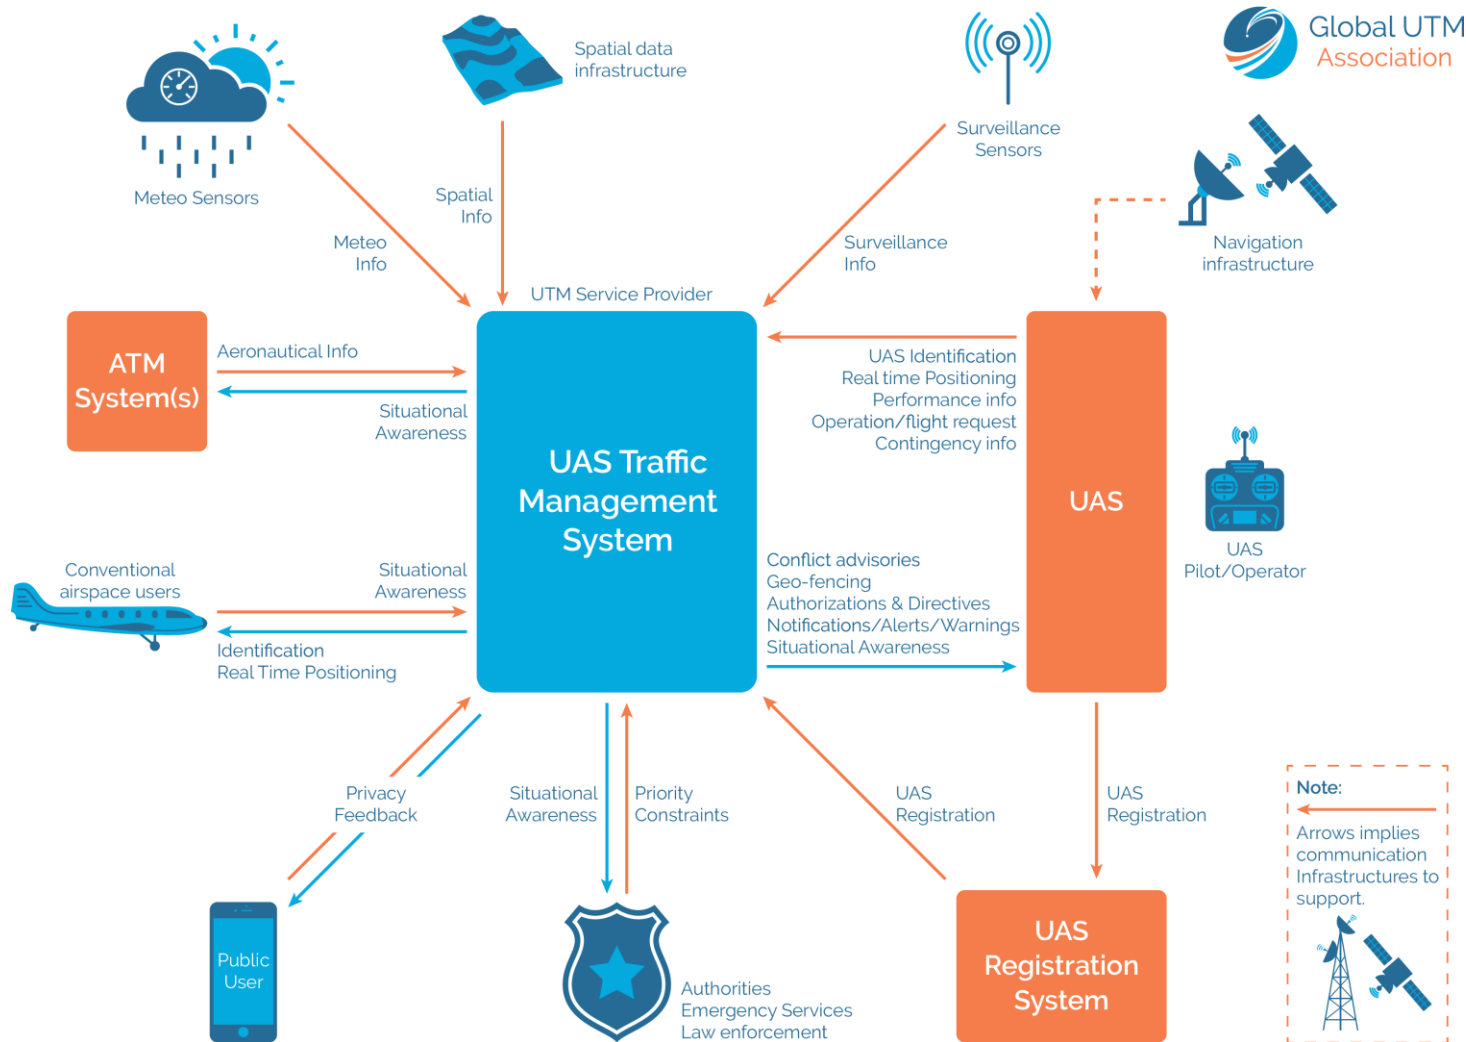 Global UTM
Association
Spatial data
infrastructure
Surveillance
Sensors
Meteo Sensors
Navigation
infrastructure
Spatial
Info
Meteo
Info
Surveillance
Info
UTM Service Provider
ATM
System(s)
Aeronautical Info
Situational
Awareness
UAS Traffic
Management
System
UAS Identification
Real time Positioning
Performance info
Operation/flight request
Contingency info
UAS
UAS
Pilot/Operator
Conventional
airspace users
Situational
Awareness
Identification
Real Time Positioning
Conflict advisories
Geo-fencing
Authorizations & Directives
Notifications/Alerts/Warnings
Situational Awareness
Privacy
Feedback
Situational
Awareness
Priority
Constraints
UAS
Registration
UAS
Registration
Note:
Arrows implies
communication
Infrastructures to
support.
Public
User
Authorities
Emergency Services
Law enforcement
UAS
Registration
System